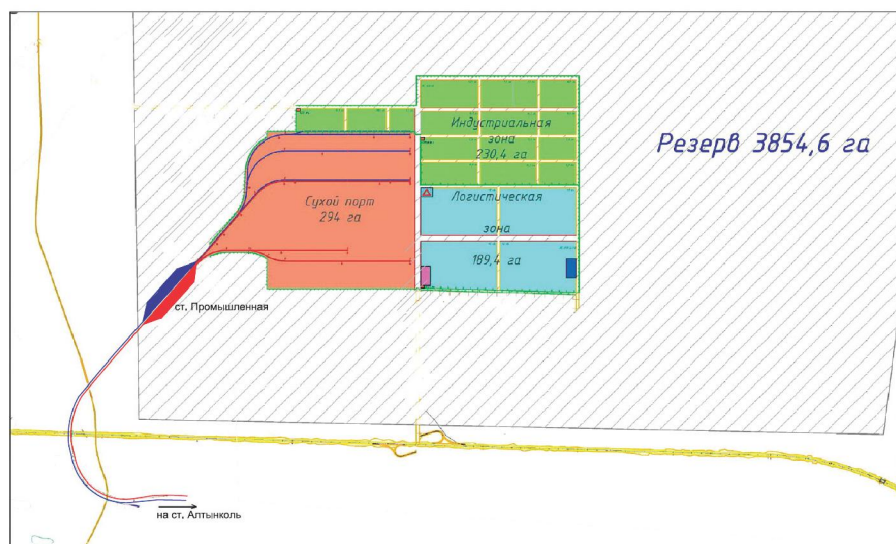 Индустриальная
зона
230,4 га
Резерв 3854,6 га
Сухой порт
294 га
Логистическая
зона
189,4 га
ст. Промышленная
на ст. Алтынколь